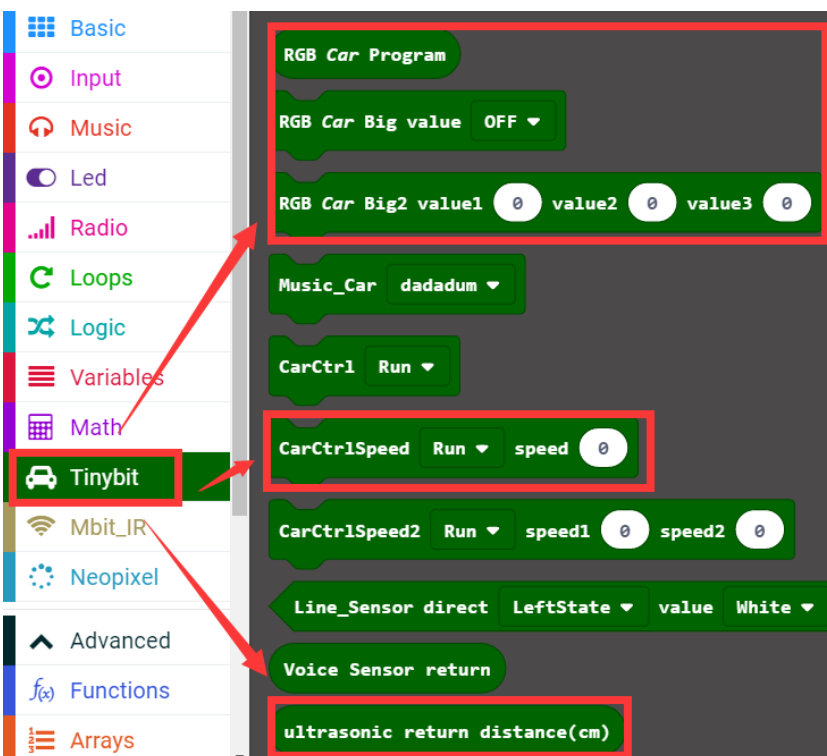 Basic
Input
Music
Led
Radio
Loops
Logic
Variables
Math
Tinybit
Mbit_IR
Neopixel
Advanced
f(x) Functions
Arrays
RGB Car Program
RGB Car Big value OFF
RGB Car Big2 value1 0 value2 0 value3 0
Music_Car dadadum
CarCtrl Run
CarCtrlSpeed Run speed 0
CarCtrlSpeed2 Run speed1 0 speed2 0
Line_Sensor direct LeftState value White
Voice Sensor return
ultrasonic return distance(cm)